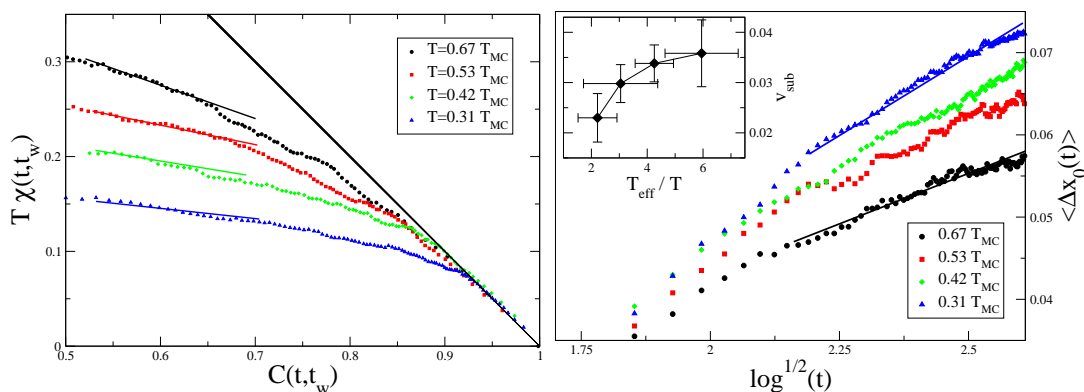 T=0.67 T_MC
T=0.53 T_MC
T=0.42 T_MC
T=0.31 T_MC
T χ(t,t_w)
0.3
0.2
0.1
0
0.5 0.6 0.7 0.8 0.9 1
C(t,t_w)
0.04
0.03
0.02
v_sub
2 4 6
T_eff / T
0.07
0.06
0.05
0.04
<Δx_0(t)>
0.67 T_MC
0.53 T_MC
0.42 T_MC
0.31 T_MC
1.75 2 2.25 2.5
log^{1/2}(t)